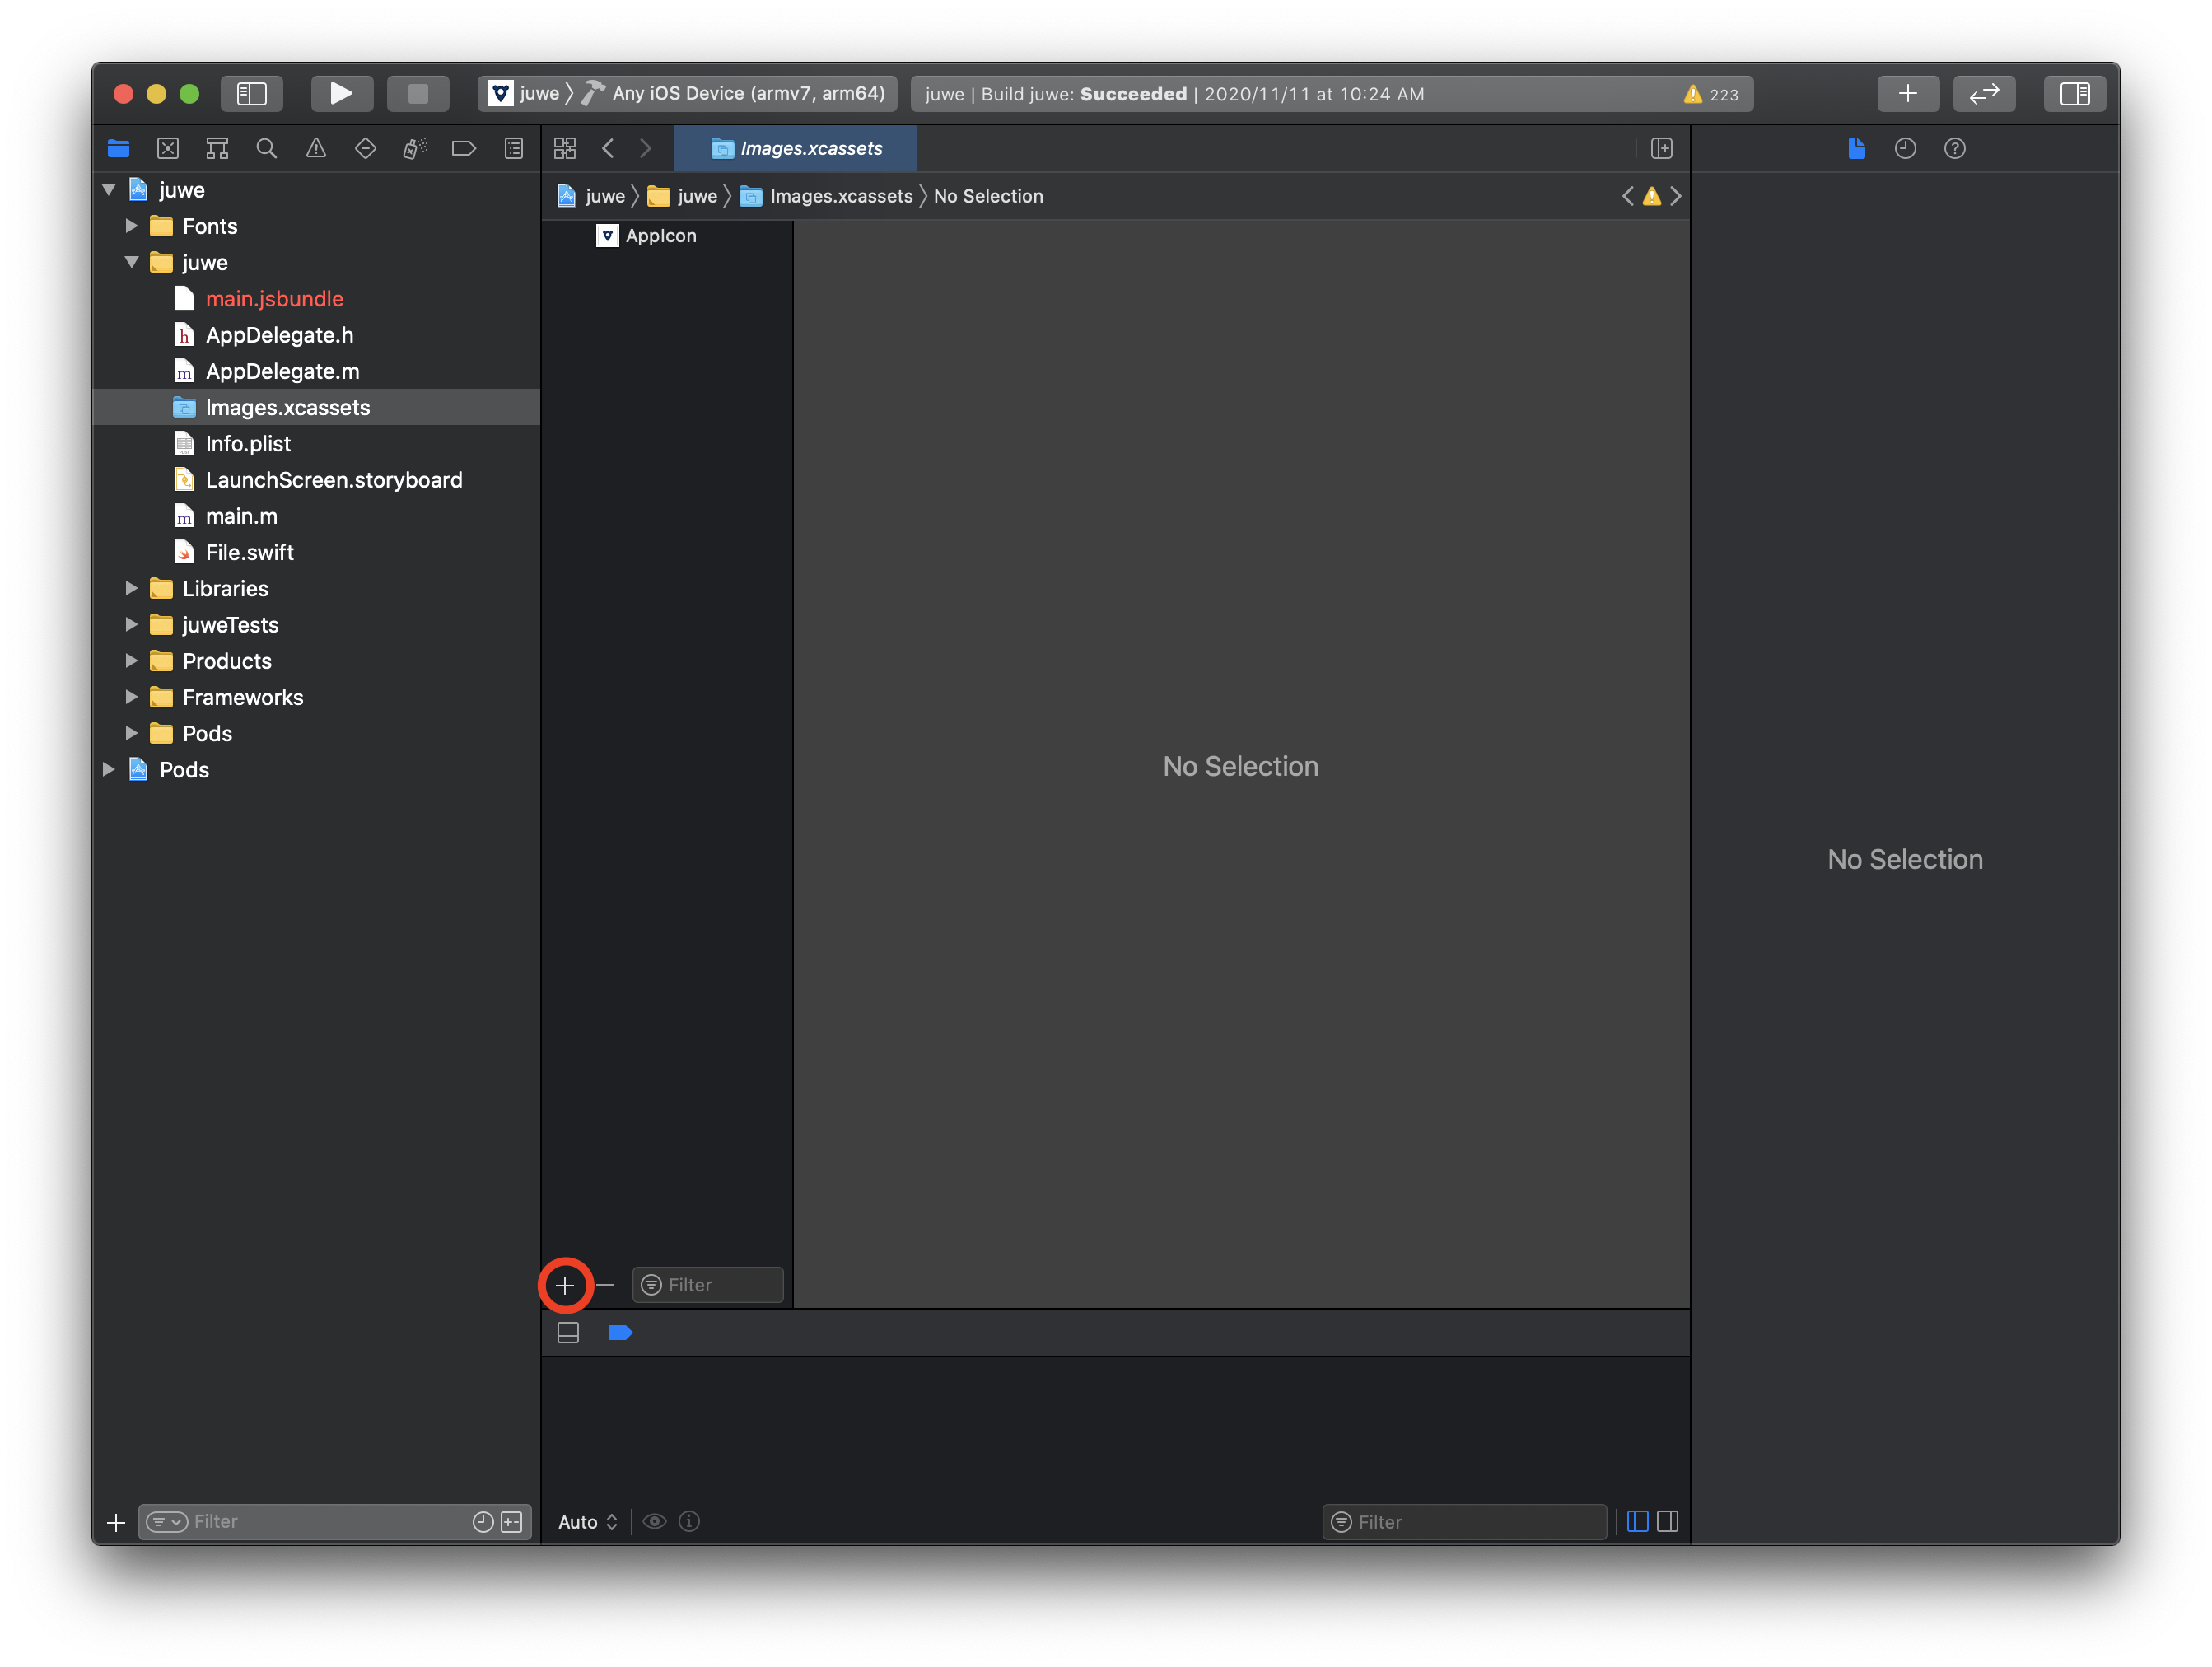 juwe 〉 Any iOS Device (armv7, arm64)
juwe | Build juwe: Succeeded | 2020/11/11 at 10:24 AM
223
Images.xcassets
juwe 〉 juwe 〉 Images.xcassets 〉 No Selection
juwe
Fonts
juwe
main.jsbundle
AppDelegate.h
AppDelegate.m
Images.xcassets
Info.plist
LaunchScreen.storyboard
main.m
File.swift
Libraries
juweTests
Products
Frameworks
Pods
Pods
AppIcon
No Selection
No Selection
Filter
Filter
Auto
Filter